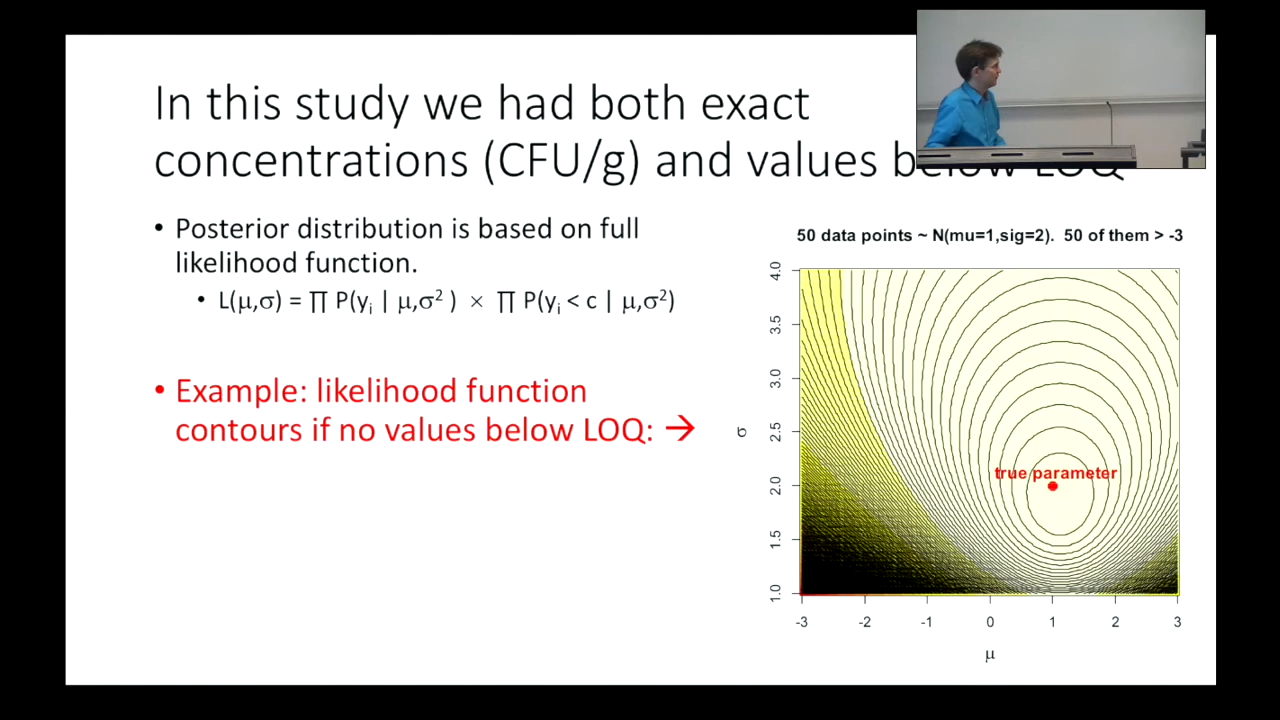 In this study we had both exact
concentrations (CFU/g) and values below LOQ
• Posterior distribution is based on full
likelihood function.
• L(μ,σ) = ∏ P(yᵢ | μ,σ² ) × ∏ P(yᵢ < c | μ,σ²)
• Example: likelihood function
contours if no values below LOQ: →
50 data points ~ N(mu=1,sig=2). 50 of them > -3
4.0
3.5
3.0
2.5
2.0
1.5
1.0
σ
true parameter
-3 -2 -1 0 1 2 3
μ